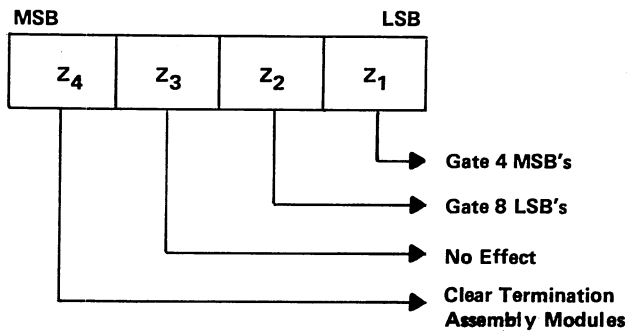 MSB LSB
Z4 Z3 Z2 Z1
Gate 4 MSB's
Gate 8 LSB's
No Effect
Clear Termination
Assembly Modules